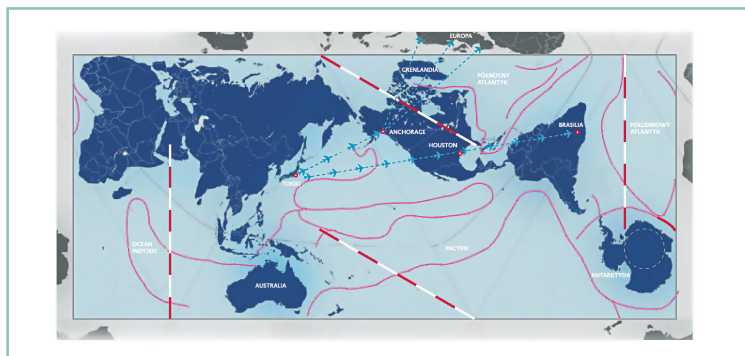 EUROPA
GRENLANDIA
PÓŁNOCNY
ATLANTYK
ANCHORAGE
BRASILIA
POŁUDNIOWY
ATLANTYK
HOUSTON
TOKIO
OCEAN
INDYJSKI
PACYFIK
ANTARKTYDA
AUSTRALIA